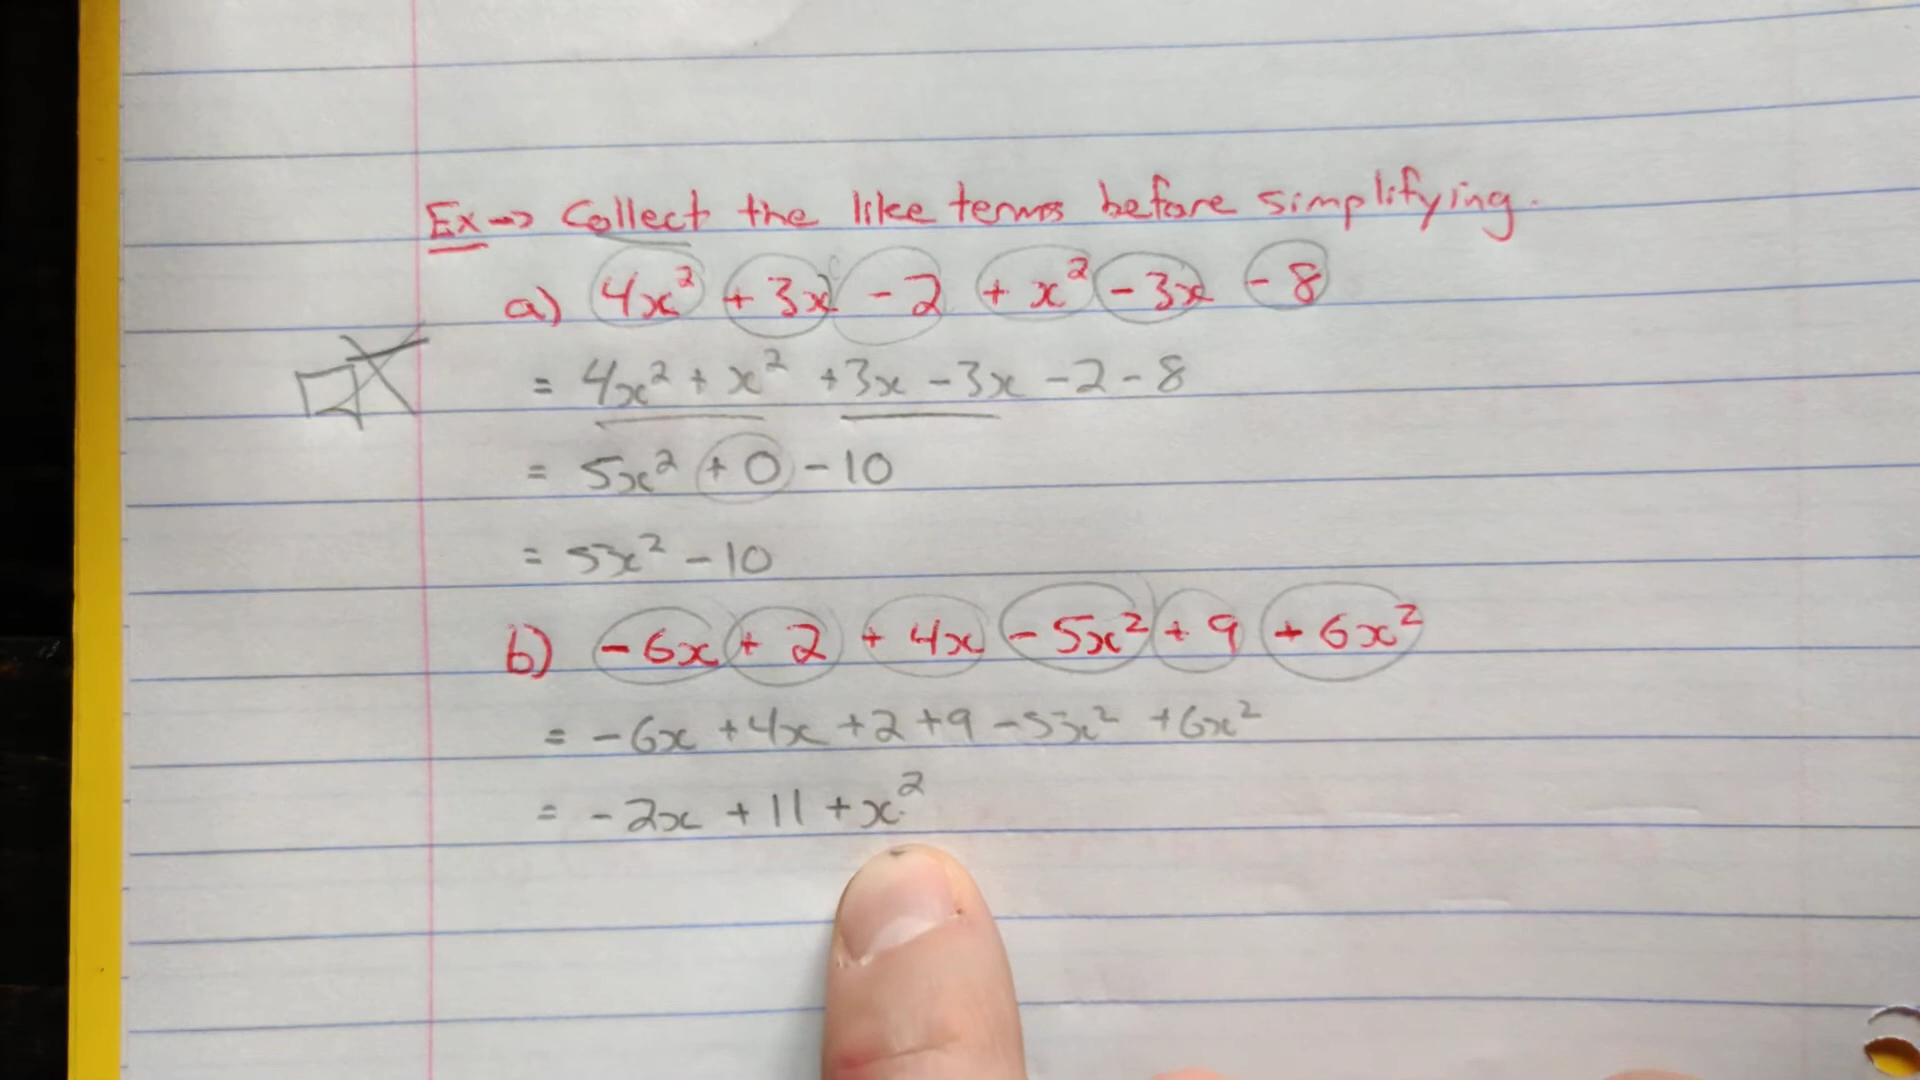 Ex → Collect the like terms before simplifying.
a) 4x² + 3x - 2 + x² - 3x - 8
= 4x² + x² + 3x - 3x - 2 - 8
= 5x² + 0 - 10
= 5x² - 10
b) - 6x + 2 + 4x - 5x² + 9 + 6x²
= - 6x + 4x + 2 + 9 - 5x² + 6x²
= - 2x + 11 + x²